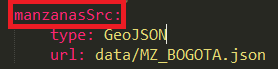 manzanasSrc:
type: GeoJSON
url: data/MZ_BOGOTA.json